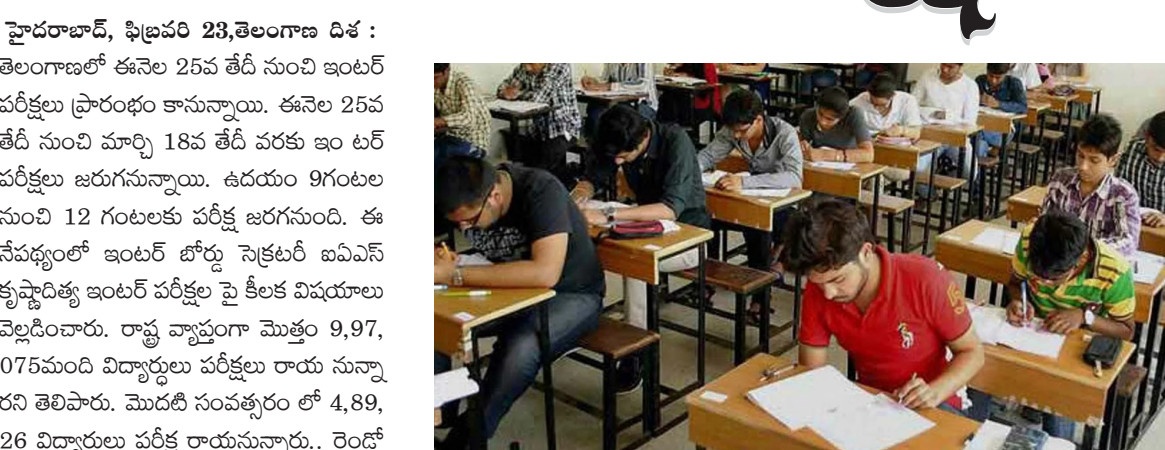 హైదరాబాద్, ఫిబ్రవరి 23,తెలంగాణ దిశ :
తెలంగాణలో ఈనెల 25వ తేదీ నుంచి ఇంటర్
పరీక్షలు ప్రారంభం కానున్నాయి. ఈనెల 25వ
తేదీ నుంచి మార్చి 18వ తేదీ వరకు ఇం టర్
పరీక్షలు జరుగనున్నాయి. ఉదయం 9గంటల
నుంచి 12 గంటలకు పరీక్ష జరగనుంది. ఈ
నేపథ్యంలో ఇంటర్ బోర్డు సెక్రటరీ ఐఏఎస్
కృష్ణాదిత్య ఇంటర్ పరీక్షల పై కీలక విషయాలు
వెల్లడించారు. రాష్ట్ర వ్యాప్తంగా మొత్తం 9,97,
075మంది విద్యార్థులు పరీక్షలు రాయ నున్నా
రని తెలిపారు. మొదటి సంవత్సరం లో 4,89,
26 విద్యార్థులు పరీక్ష రాయనున్నారు.. రెండో